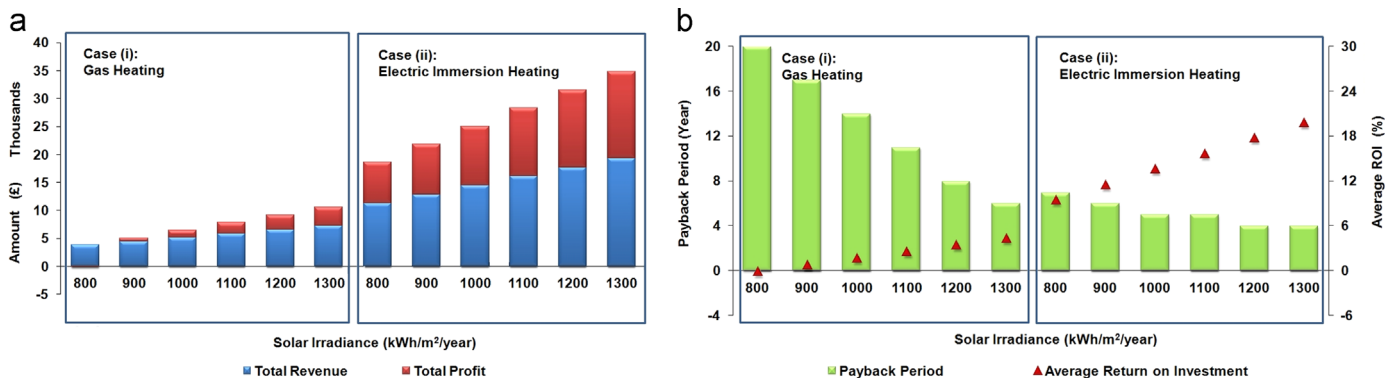 a
40
35
30
25
20
15
10
5
0
-5
Amount (£) Thousands
Case (i):
Gas Heating
Case (ii):
Electric Immersion Heating
800 900 1000 1100 1200 1300 800 900 1000 1100 1200 1300
Solar Irradiance (kWh/m²/year)
Total Revenue Total Profit
b
20
16
12
8
4
0
-4
Payback Period (Year)
Case (i):
Gas Heating
Case (ii):
Electric Immersion Heating
30
24
18
12
6
0
-6
Average ROI (%)
800 900 1000 1100 1200 1300 800 900 1000 1100 1200 1300
Solar Irradiance (kWh/m²/year)
Payback Period Average Return on Investment